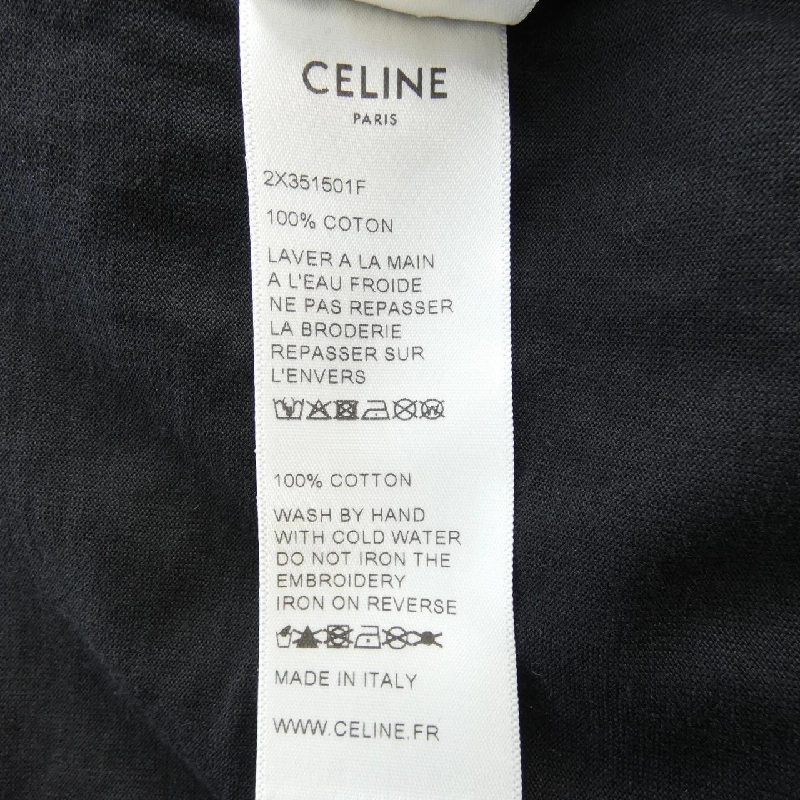 CELINE
PARIS
2X351501F
100% COTON
LAVER A LA MAIN
A L'EAU FROIDE
NE PAS REPASSER
LA BRODERIE
REPASSER SUR
L'ENVERS
100% COTTON
WASH BY HAND
WITH COLD WATER
DO NOT IRON THE
EMBROIDERY
IRON ON REVERSE
MADE IN ITALY
WWW.CELINE.FR